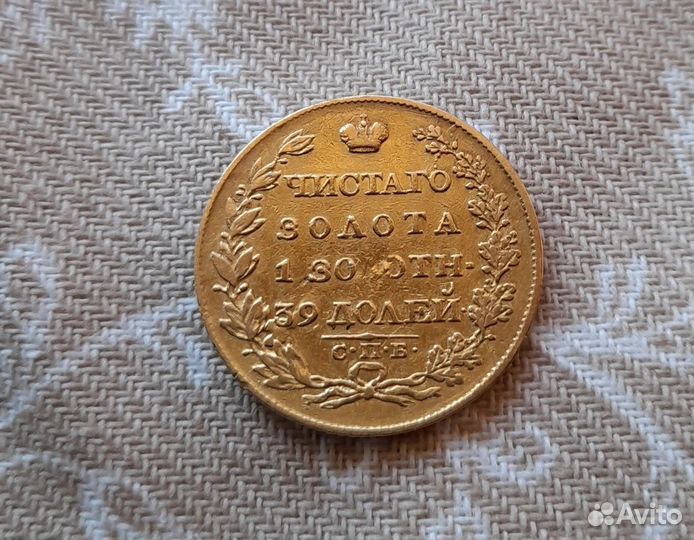 ЧИСТАГО
ЗОЛОТА
1 ЗОЛОТН·
39 ДОЛЕЙ
С·П·Б·
Avito